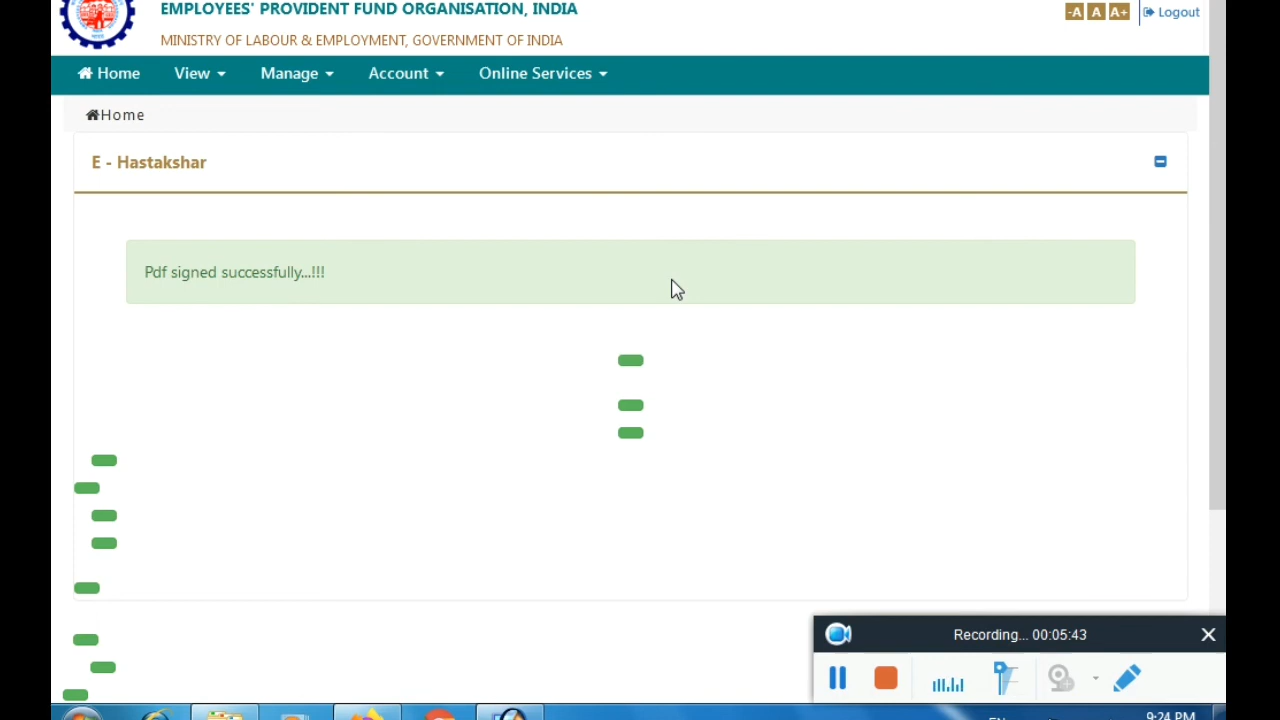 EMPLOYEES' PROVIDENT FUND ORGANISATION, INDIA
MINISTRY OF LABOUR & EMPLOYMENT, GOVERNMENT OF INDIA
-A A A+ Logout
Home View Manage Account Online Services
Home
E - Hastakshar
Pdf signed successfully...!!!
Recording... 00:05:43
9:24 PM